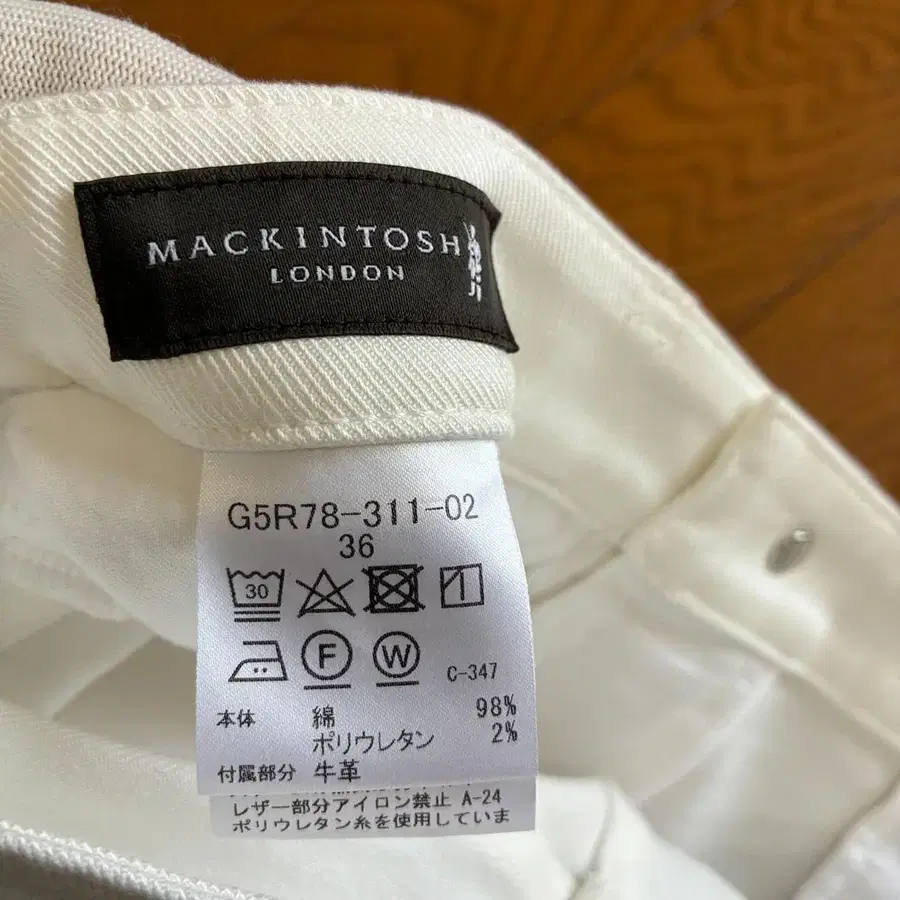 MACKINTOSH
LONDON
G5R78-311-02
36
30
F W
C-347
本体 綿 98%
ポリウレタン 2%
付属部分 牛革
レザー部分アイロン禁止 A-24
ポリウレタン糸を使用していま